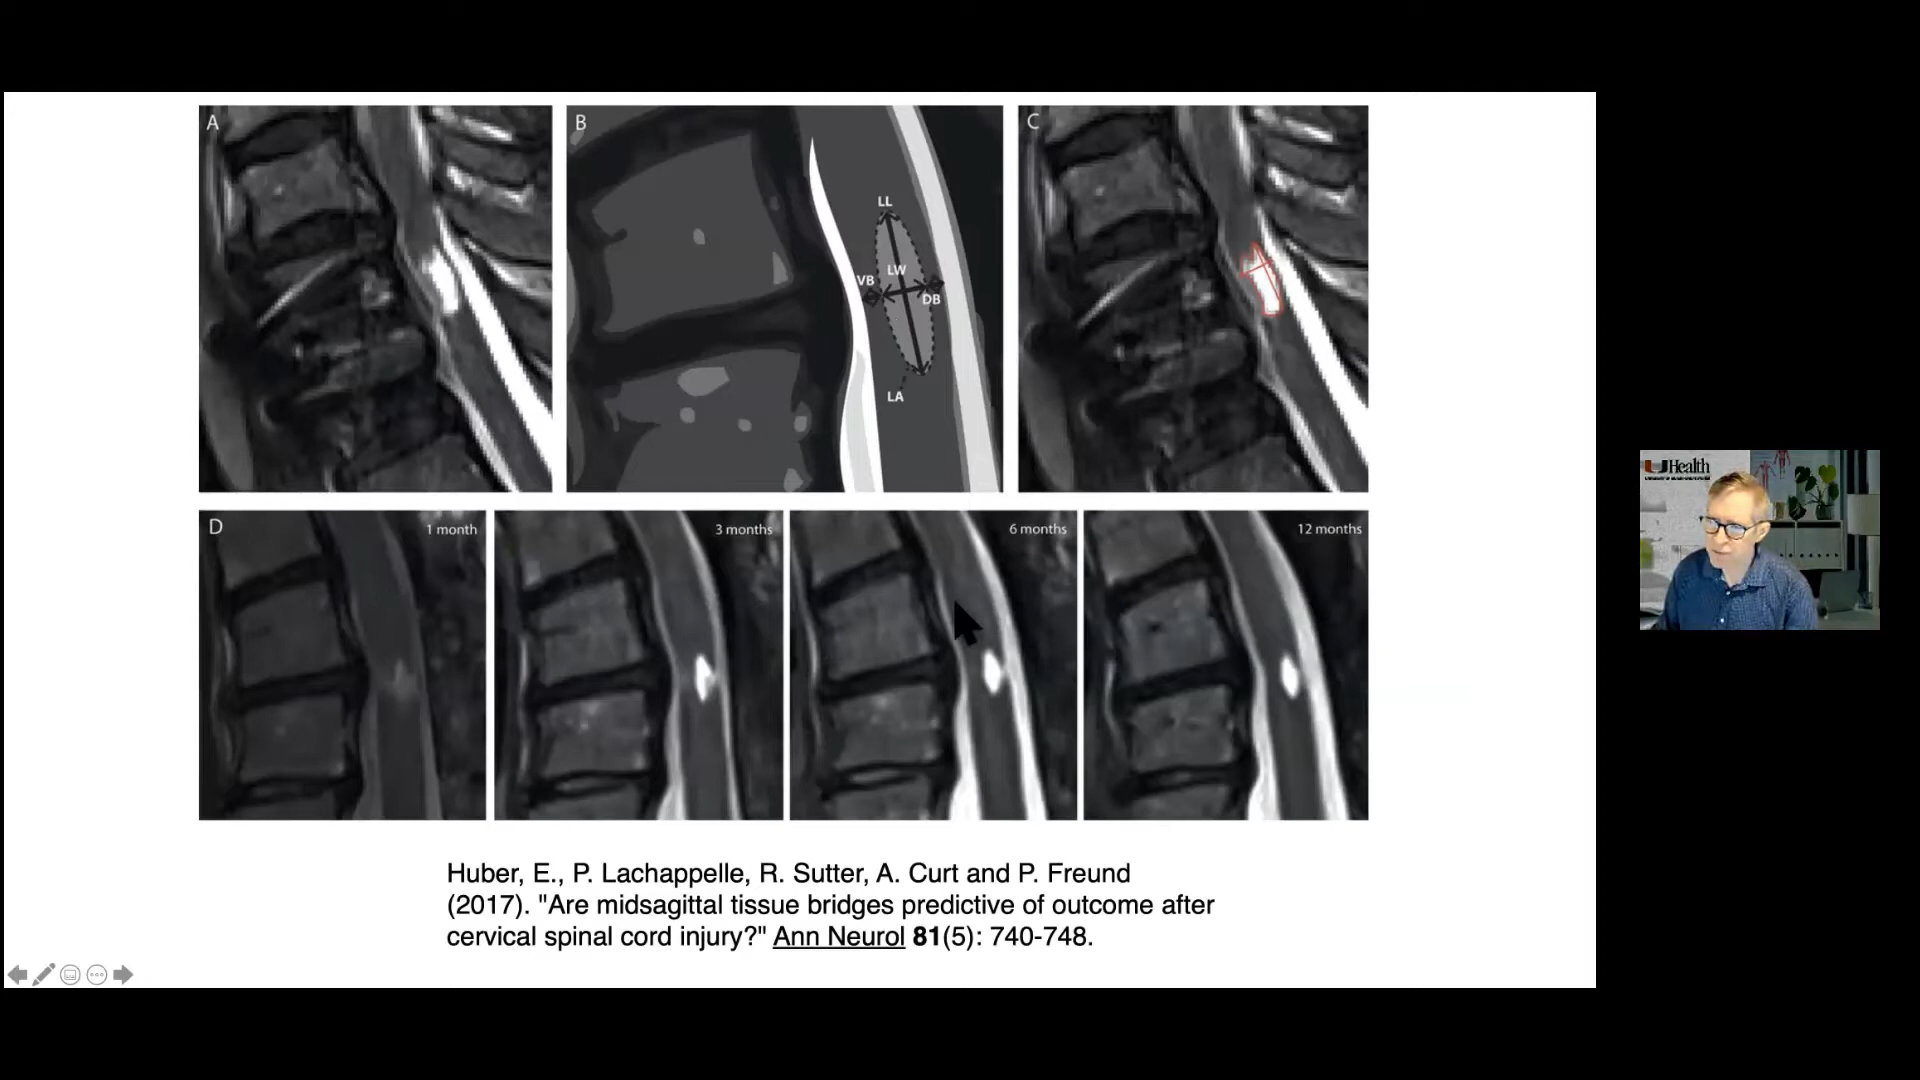 A
B
C
LL
LW
VB
DB
LA
D
1 month
3 months
6 months
12 months
Huber, E., P. Lachappelle, R. Sutter, A. Curt and P. Freund
(2017). "Are midsagittal tissue bridges predictive of outcome after
cervical spinal cord injury?" Ann Neurol 81(5): 740-748.
UHealth